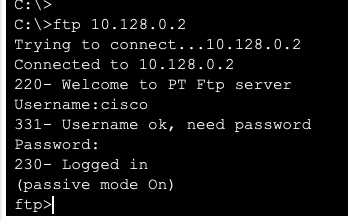 C:\>
C:\>ftp 10.128.0.2
Trying to connect...10.128.0.2
Connected to 10.128.0.2
220- Welcome to PT Ftp server
Username:cisco
331- Username ok, need password
Password:
230- Logged in
(passive mode On)
ftp>